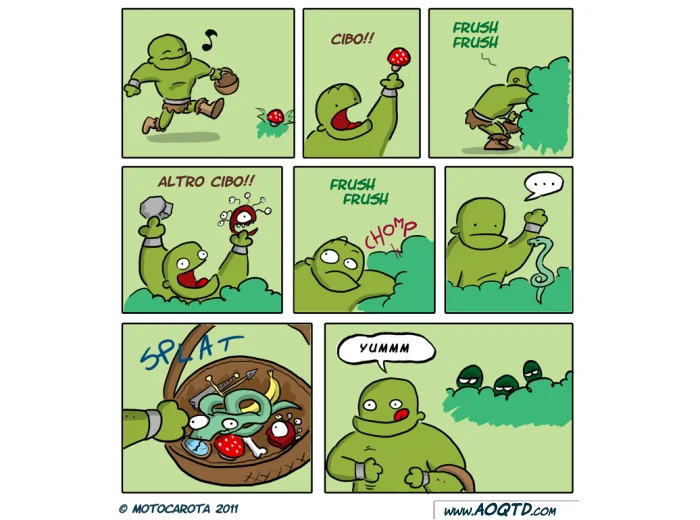 CIBO!!
FRUSH
FRUSH
ALTRO CIBO!!
FRUSH
FRUSH
CHOMP
...
SPLAT
YUMMM
© MOTOCAROTA 2011
WWW.AOQTD.COM